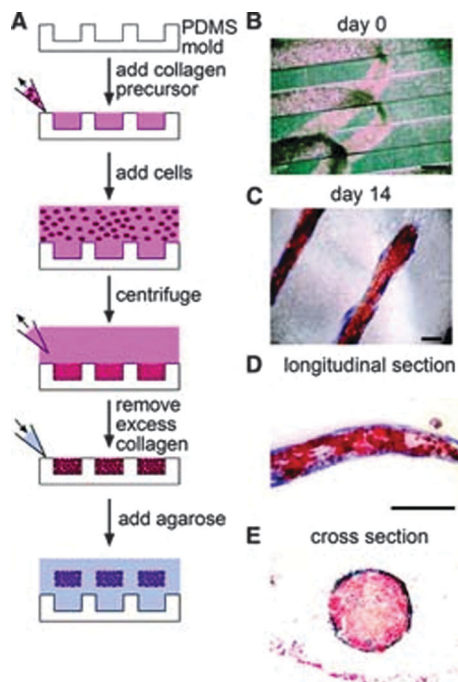 A
PDMS
mold
add collagen
precursor
add cells
centrifuge
remove
excess
collagen
add agarose
B
day 0
C
day 14
D
longitudinal section
E
cross section